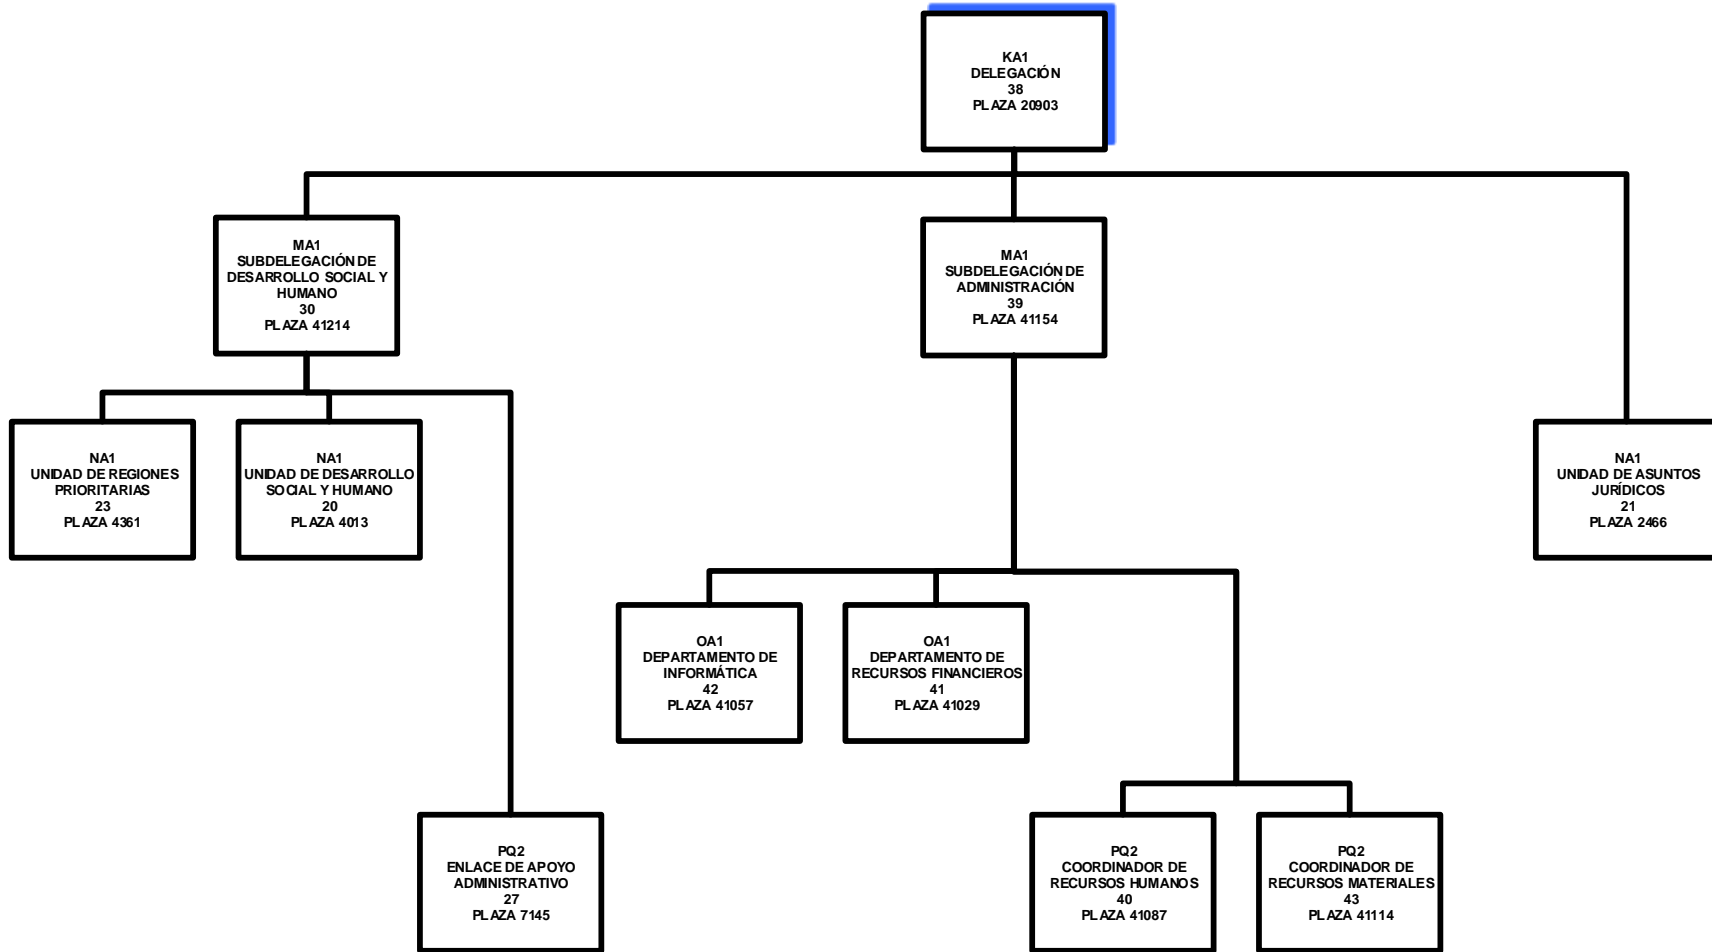 KA1
DELEGACIÓN
38
PLAZA 20903
MA1
SUBDELEGACIÓN DE
DESARROLLO SOCIAL Y
HUMANO
30
PLAZA 41214
MA1
SUBDELEGACIÓN DE
ADMINISTRACIÓN
39
PLAZA 41154
NA1
UNIDAD DE REGIONES
PRIORITARIAS
23
PLAZA 4361
NA1
UNIDAD DE DESARROLLO
SOCIAL Y HUMANO
20
PLAZA 4013
NA1
UNIDAD DE ASUNTOS
JURÍDICOS
21
PLAZA 2466
OA1
DEPARTAMENTO DE
INFORMÁTICA
42
PLAZA 41057
OA1
DEPARTAMENTO DE
RECURSOS FINANCIEROS
41
PLAZA 41029
PQ2
ENLACE DE APOYO
ADMINISTRATIVO
27
PLAZA 7145
PQ2
COORDINADOR DE
RECURSOS HUMANOS
40
PLAZA 41087
PQ2
COORDINADOR DE
RECURSOS MATERIALES
43
PLAZA 41114